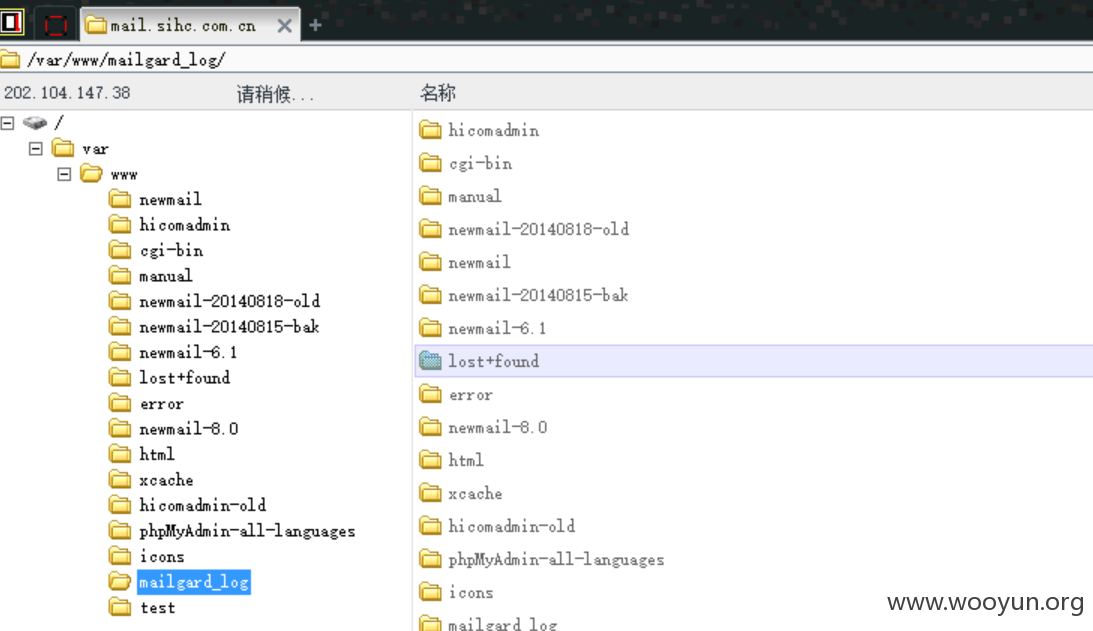 mail.sihc.com.cn
/var/www/mailgard_log/
202.104.147.38
请稍候...
名称
/
var
www
newmail
hicomadmin
cgi-bin
manual
newmail-20140818-old
newmail-20140815-bak
newmail-6.1
lost+found
error
newmail-8.0
html
xcache
hicomadmin-old
phpMyAdmin-all-languages
icons
mailgard_log
test
hicomadmin
cgi-bin
manual
newmail-20140818-old
newmail
newmail-20140815-bak
newmail-6.1
lost+found
error
newmail-8.0
html
xcache
hicomadmin-old
phpMyAdmin-all-languages
icons
mailgard_log
www.wooyun.org